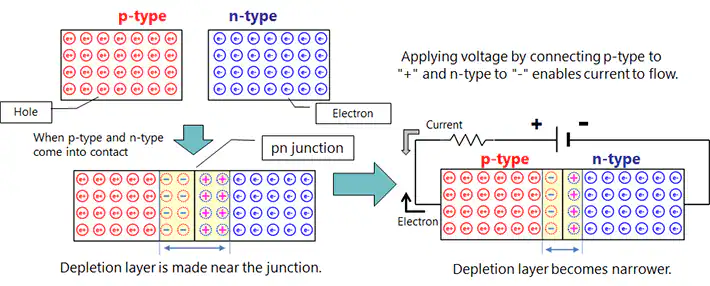 p-type
n-type
Hole
Electron
When p-type and n-type
come into contact
pn junction
Depletion layer is made near the junction.
Applying voltage by connecting p-type to
"+" and n-type to "-" enables current to flow.
Current
+
-
p-type
n-type
Electron
Depletion layer becomes narrower.